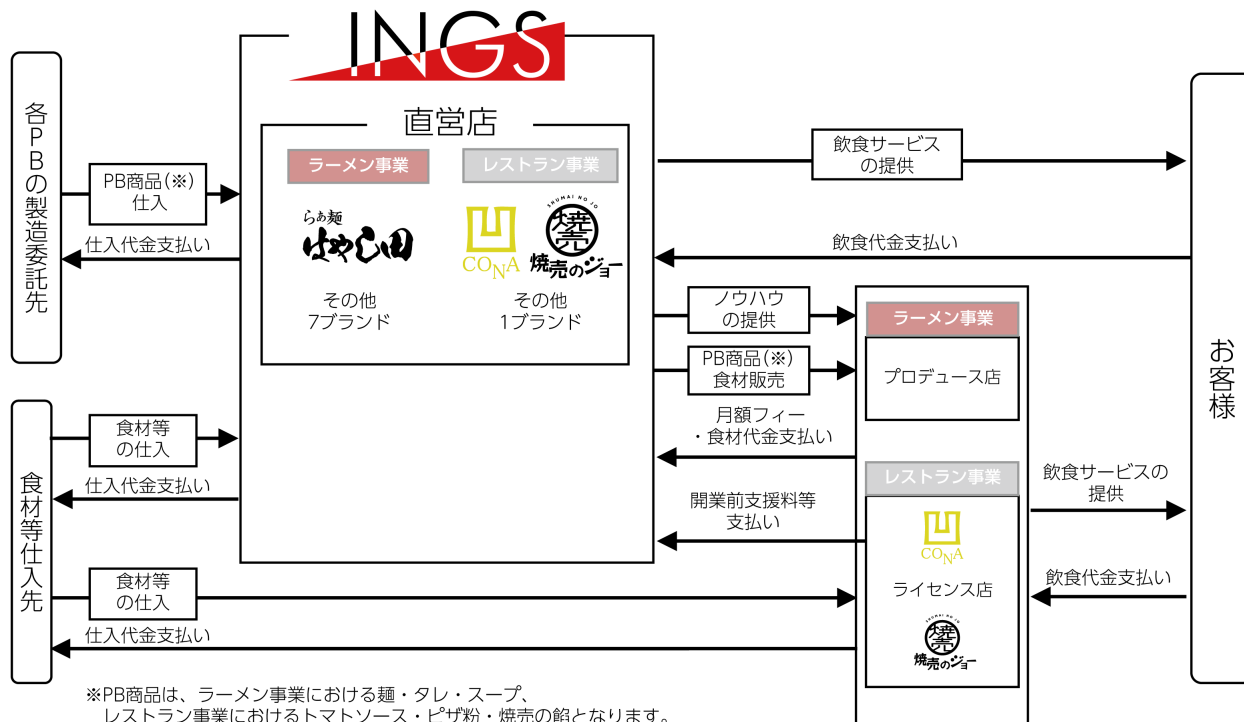 INGS
直営店
ラーメン事業
レストラン事業
らぁ麺
はやし田
その他
7ブランド
CONA
SHUMAI NO JO
焼売
焼売のジョー
その他
1ブランド
各PBの製造委託先
PB商品(※)
仕入
仕入代金支払い
食材等仕入先
食材等
の仕入
仕入代金支払い
食材等
の仕入
仕入代金支払い
飲食サービス
の提供
飲食代金支払い
ノウハウ
の提供
PB商品(※)
食材販売
月額フィー
・食材代金支払い
開業前支援料等
支払い
ラーメン事業
プロデュース店
レストラン事業
CONA
ライセンス店
SHUMAI NO JO
焼売
焼売のジョー
飲食サービスの
提供
飲食代金支払い
お客様
※PB商品は、ラーメン事業における麺・タレ・スープ、
レストラン事業におけるトマトソース・ピザ粉・焼売の餡となります。